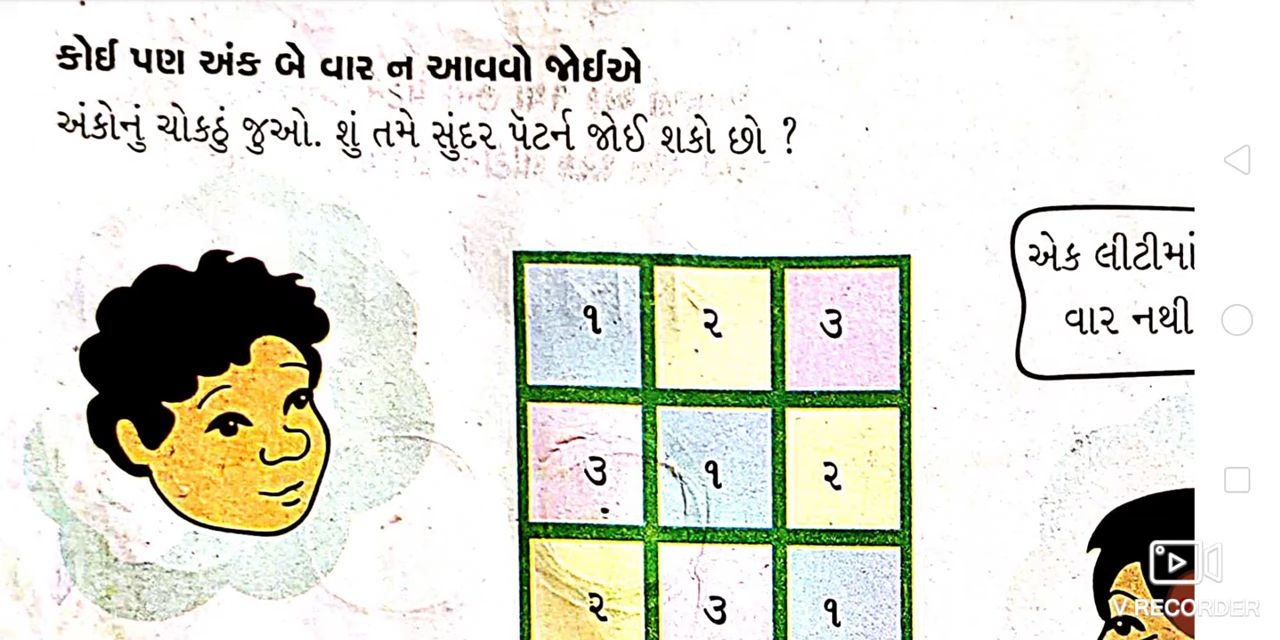 કોઈ પણ અંક બે વાર ન આવવો જોઈએ
અંકોનું ચોકઠું જુઓ. શું તમે સુંદર પૅટર્ન જોઈ શકો છો ?
એક લીટીમાં
વાર નથી
૧ ૨ ૩
૩ ૧ ૨
૨ ૩ ૧
V RECORDER